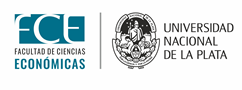 FCE
FACULTAD DE CIENCIAS
ECONÓMICAS
UNIVERSIDAD
NACIONAL
DE LA PLATA